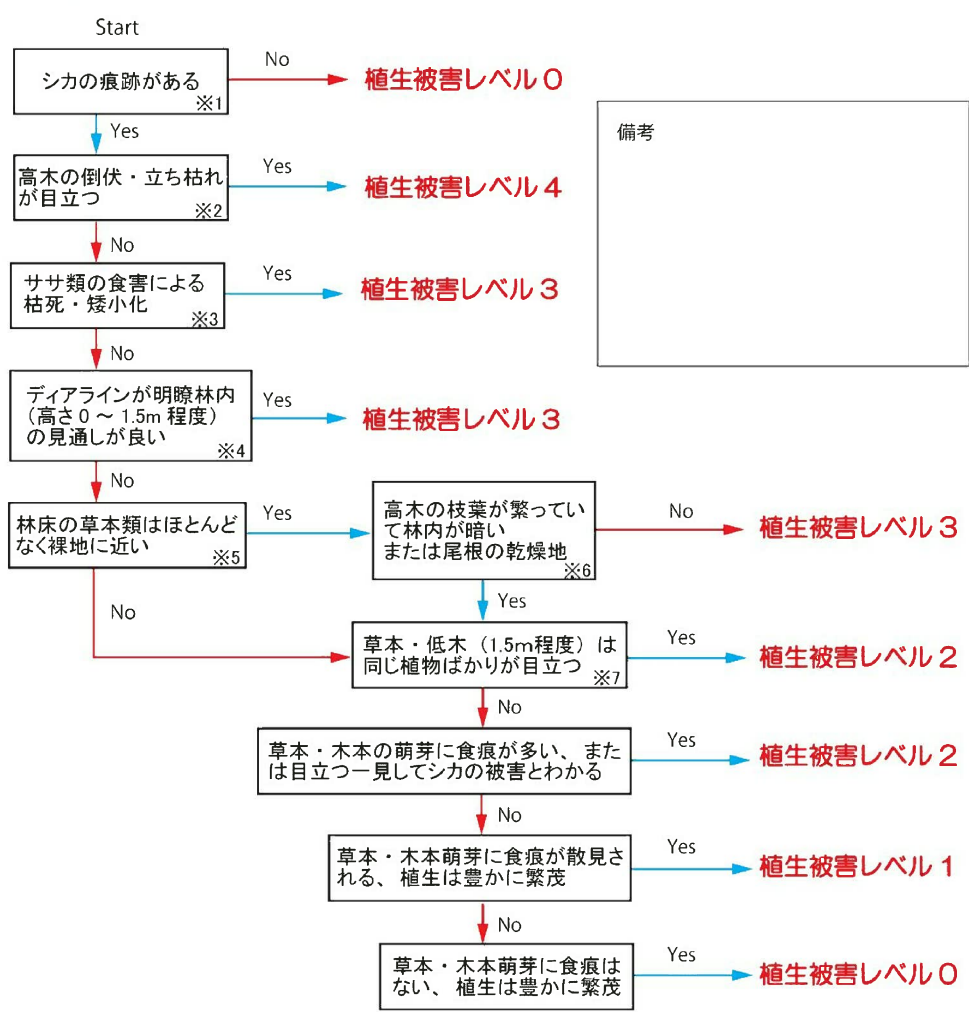 Start
シカの痕跡がある
※1
No
植生被害レベル0
備考
Yes
高木の倒伏・立ち枯れ
が目立つ
※2
Yes
植生被害レベル4
No
ササ類の食害による
枯死・矮小化
※3
Yes
植生被害レベル3
No
ディアラインが明瞭林内
(高さ0～1.5m程度)
の見通しが良い
※4
Yes
植生被害レベル3
No
林床の草本類はほとんど
なく裸地に近い
※5
Yes
高木の枝葉が繁ってい
て林内が暗い
または尾根の乾燥地
※6
No
植生被害レベル3
Yes
No
草本・低木(1.5m程度)は
同じ植物ばかりが目立つ
※7
Yes
植生被害レベル2
No
草本・木本の萌芽に食痕が多い、また
は目立つ一見してシカの被害とわかる
Yes
植生被害レベル2
No
草本・木本萌芽に食痕が散見さ
れる、植生は豊かに繁茂
Yes
植生被害レベル1
No
草本・木本萌芽に食痕は
ない、植生は豊かに繁茂
Yes
植生被害レベル0